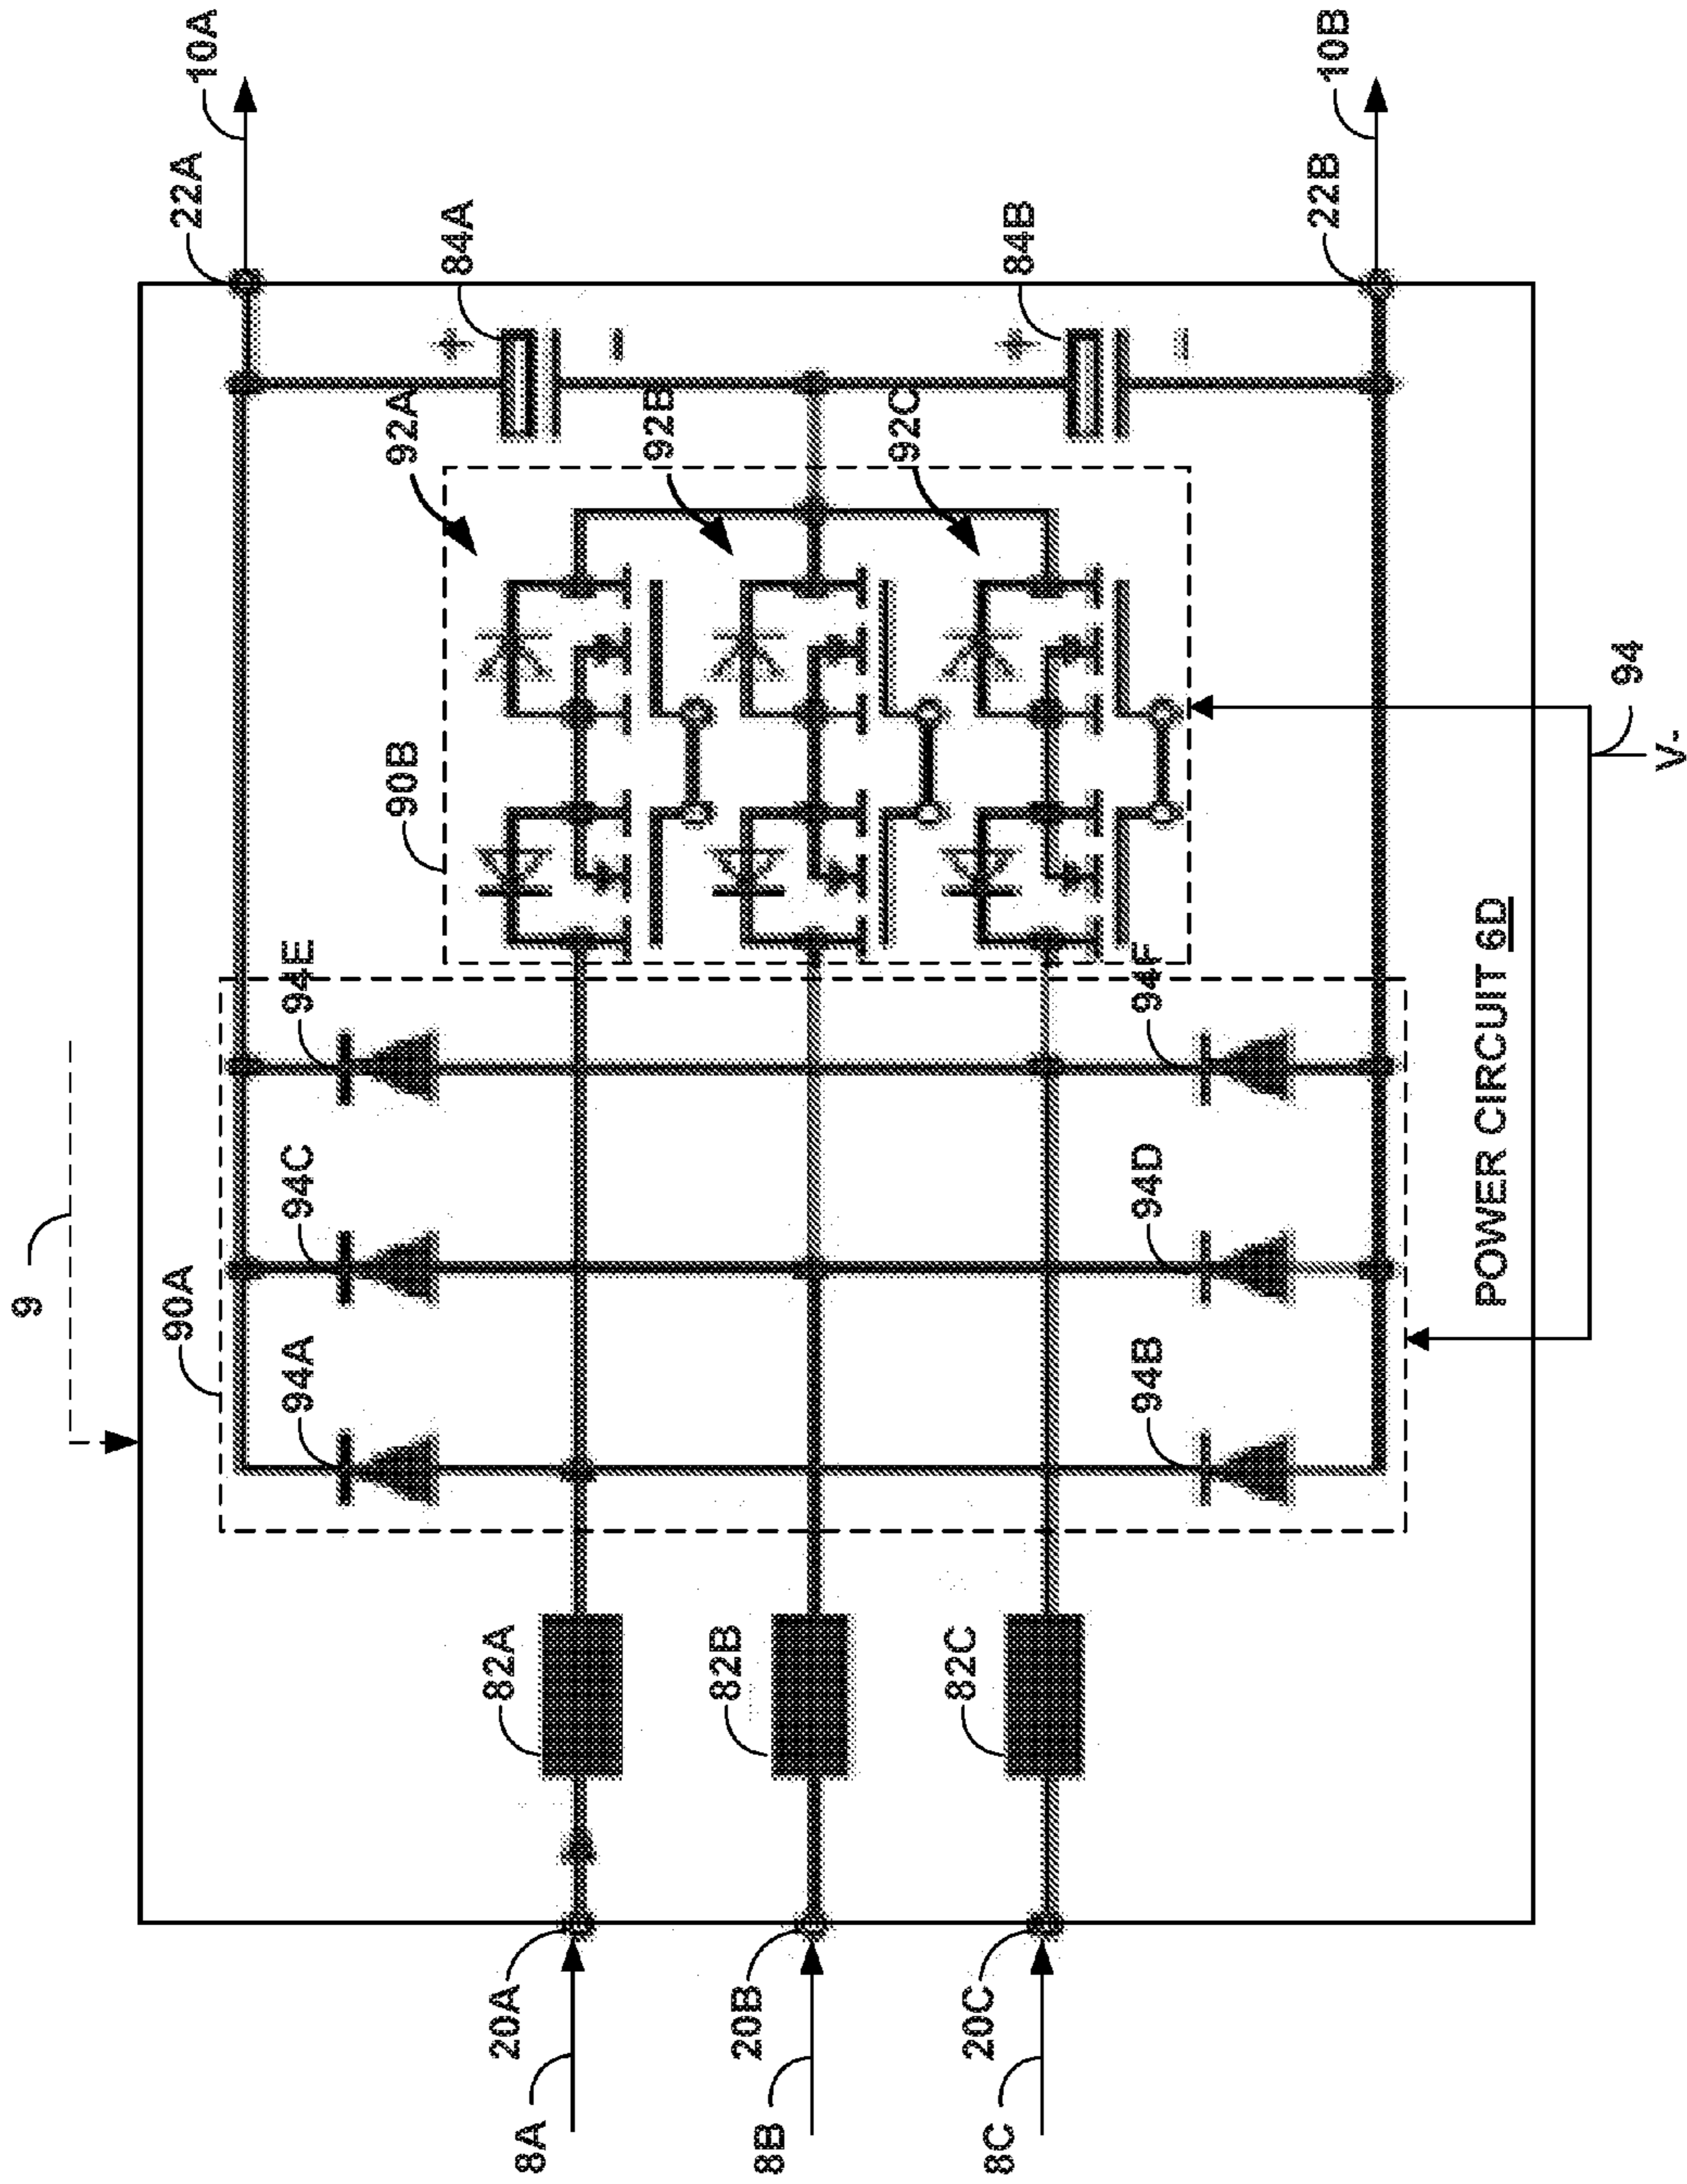 10A
22A
10B
22B
84A
+
-
84B
+
-
92A
92B
92C
90B
94
V-
94E
94F
9
90A
94C
94D
94A
94B
POWER CIRCUIT 6D
82A
82B
82C
20A
20B
20C
8A
8B
8C